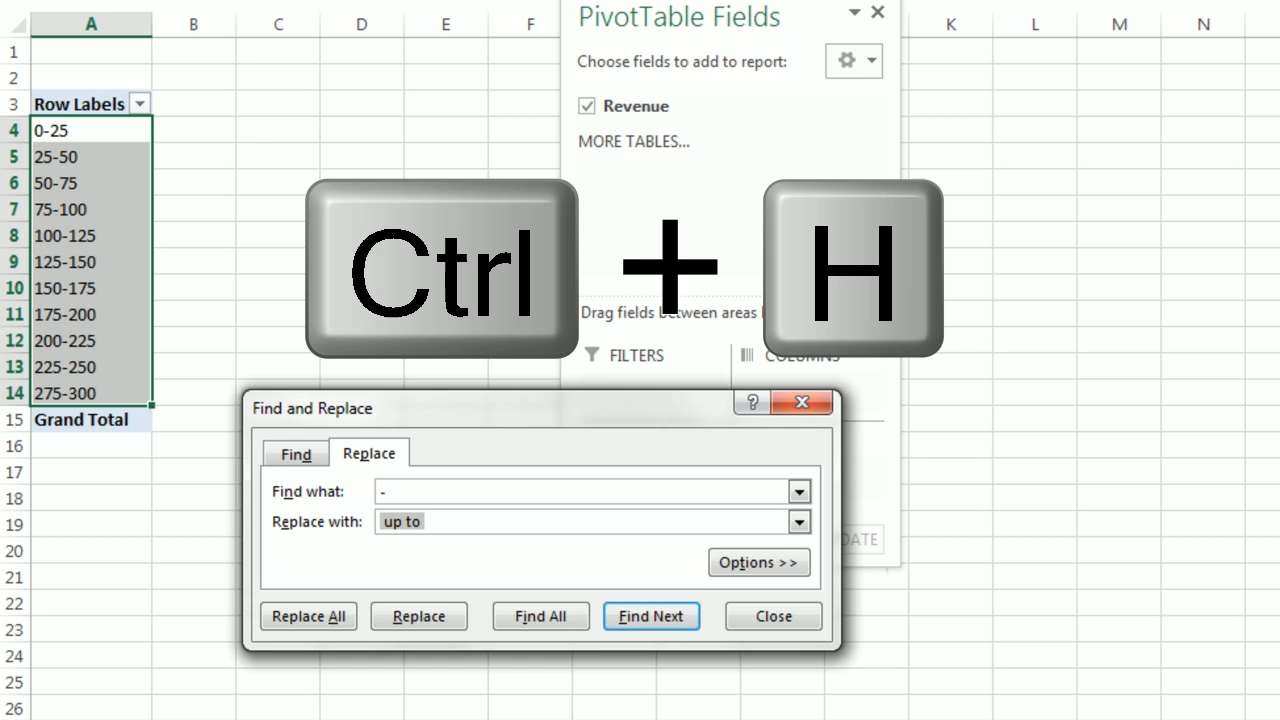 PivotTable Fields
A B C D E F K L M N
1
Choose fields to add to report:
2
3 Row Labels
Revenue
4 0-25
MORE TABLES...
5 25-50
6 50-75
7 75-100
8 100-125
9 125-150
10 150-175
11 175-200
12 200-225
13 225-250
14 275-300
15 Grand Total
16
17
18
19
20
21
22
23
24
25
26
Ctrl + H
Drag fields between areas
FILTERS
COLUMNS
Find and Replace
?
Find Replace
Find what: -
Replace with: up to
DATE
Options >>
Replace All Replace Find All Find Next Close